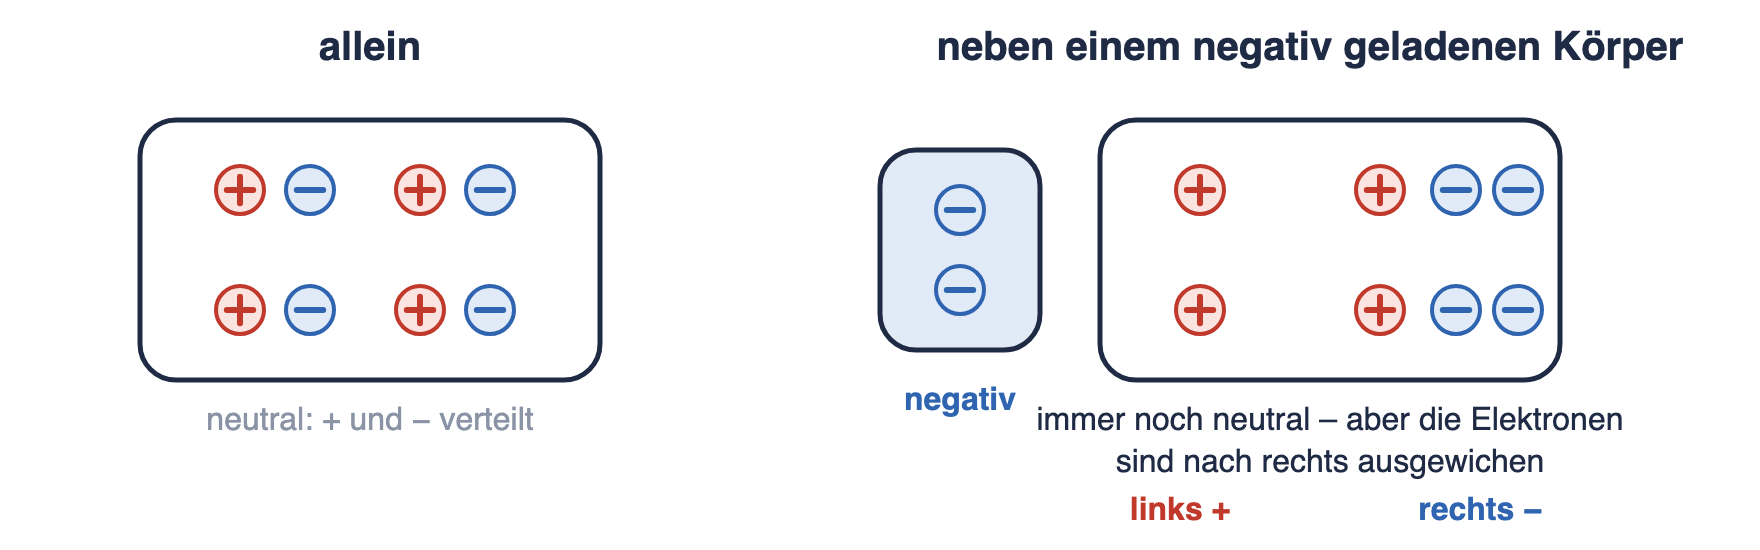 allein
neben einem negativ geladenen Körper
neutral: + und – verteilt
negativ
immer noch neutral – aber die Elektronen
sind nach rechts ausgewichen
links +
rechts –